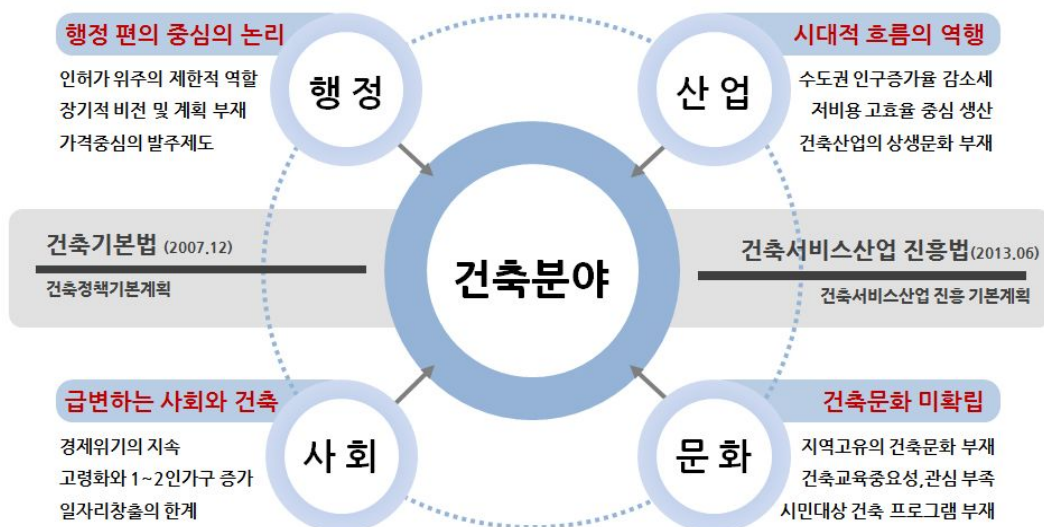 행정 편의 중심의 논리
인허가 위주의 제한적 역할
장기적 비전 및 계획 부재
가격중심의 발주제도
행 정
산 업
시대적 흐름의 역행
수도권 인구증가율 감소세
저비용 고효율 중심 생산
건축산업의 상생문화 부재
건축기본법 (2007.12)
건축정책기본계획
건축분야
건축서비스산업 진흥법(2013.06)
건축서비스산업 진흥 기본계획
급변하는 사회와 건축
경제위기의 지속
고령화와 1~2인가구 증가
일자리창출의 한계
사 회
문 화
건축문화 미확립
지역고유의 건축문화 부재
건축교육중요성,관심 부족
시민대상 건축 프로그램 부재